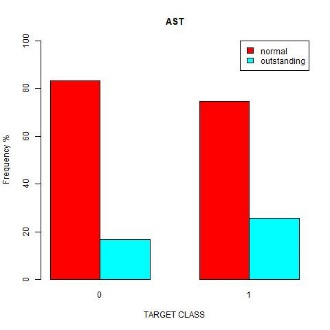 AST
normal
outstanding
Frequency %
100
80
60
40
20
0
0 1
TARGET CLASS